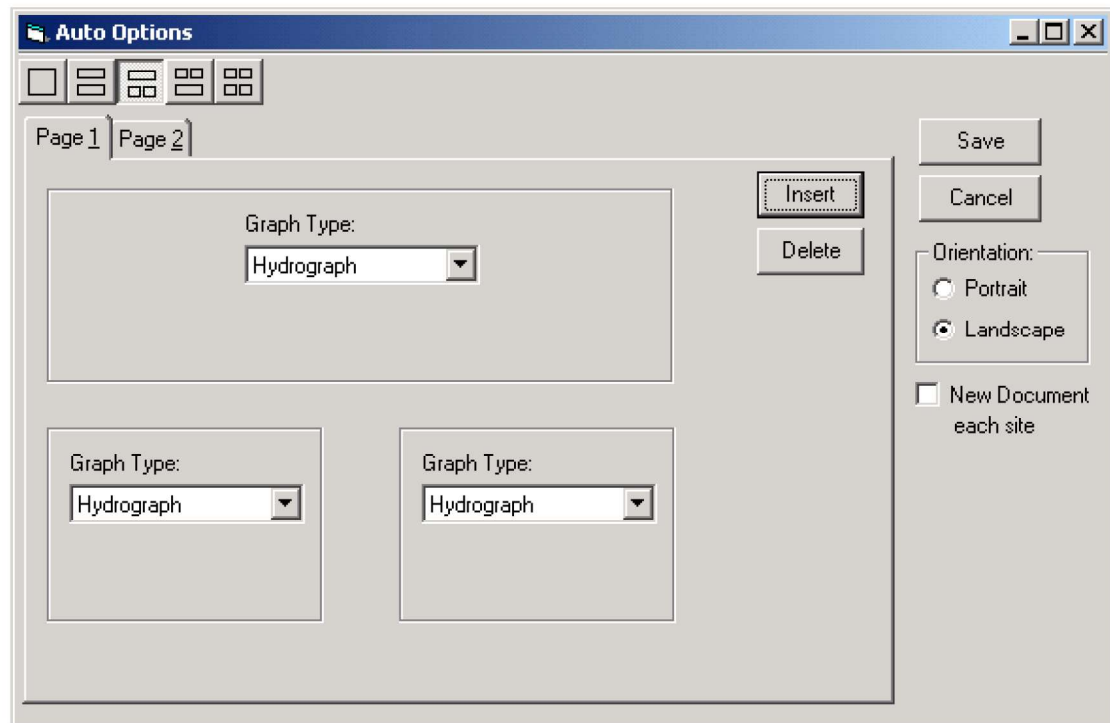 Auto Options
Page 1 Page 2
Save
Insert
Cancel
Graph Type:
Delete
Orientation:
Hydrograph
Portrait
Landscape
New Document
each site
Graph Type: Graph Type:
Hydrograph Hydrograph